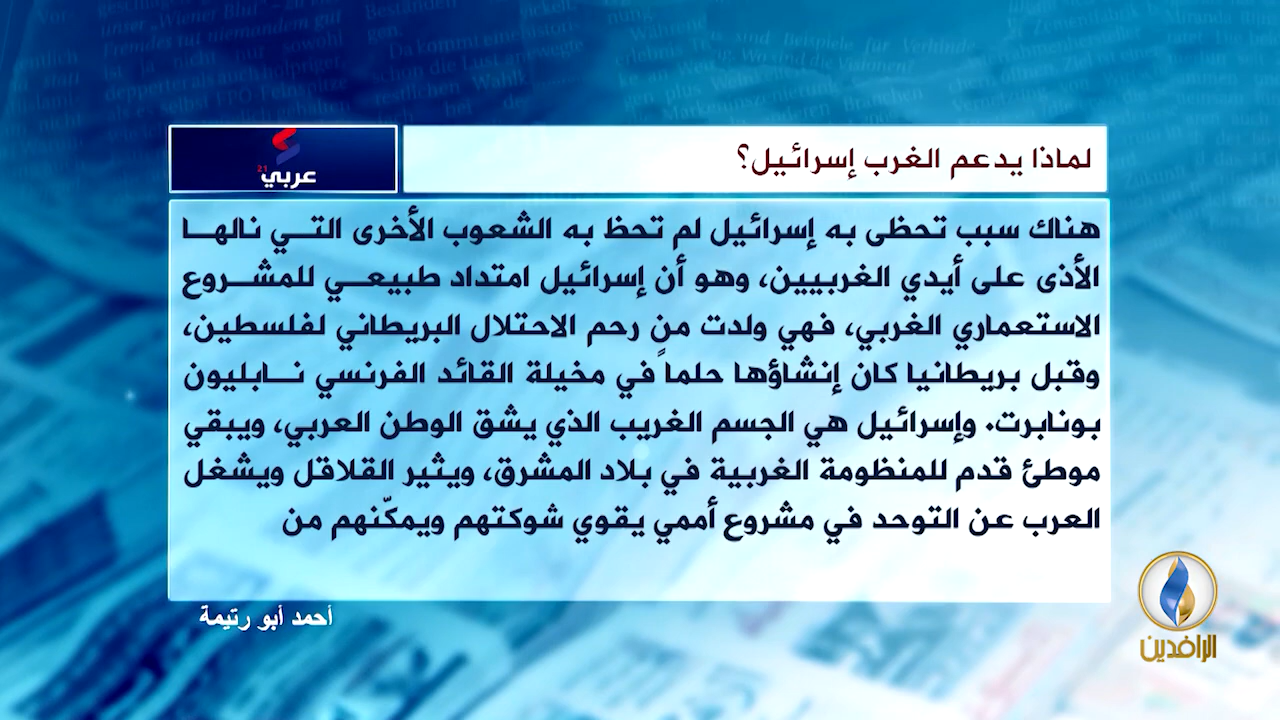 لماذا يدعم الغرب إسرائيل؟
عربي 21
هناك سبب تحظى به إسرائيل لم تحظ به الشعوب الأخرى التي نالها
الأذى على أيدي الغربيين، وهو أن إسرائيل امتداد طبيعي للمشروع
الاستعماري الغربي، فهي ولدت من رحم الاحتلال البريطاني لفلسطين،
وقبل بريطانيا كان إنشاؤها حلماً في مخيلة القائد الفرنسي نابليون
بونابرت. وإسرائيل هي الجسم الغريب الذي يشق الوطن العربي، ويبقي
موطئ قدم للمنظومة الغربية في بلاد المشرق، ويثير القلاقل ويشغل
العرب عن التوحد في مشروع أممي يقوي شوكتهم ويمكّنهم من
أحمد أبو رتيمة
الرافدين